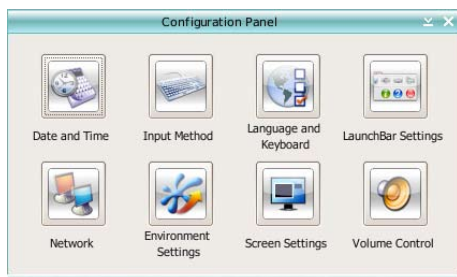 Configuration Panel
Date and Time
Input Method
Language and
Keyboard
LaunchBar Settings
Network
Environment
Settings
Screen Settings
Volume Control